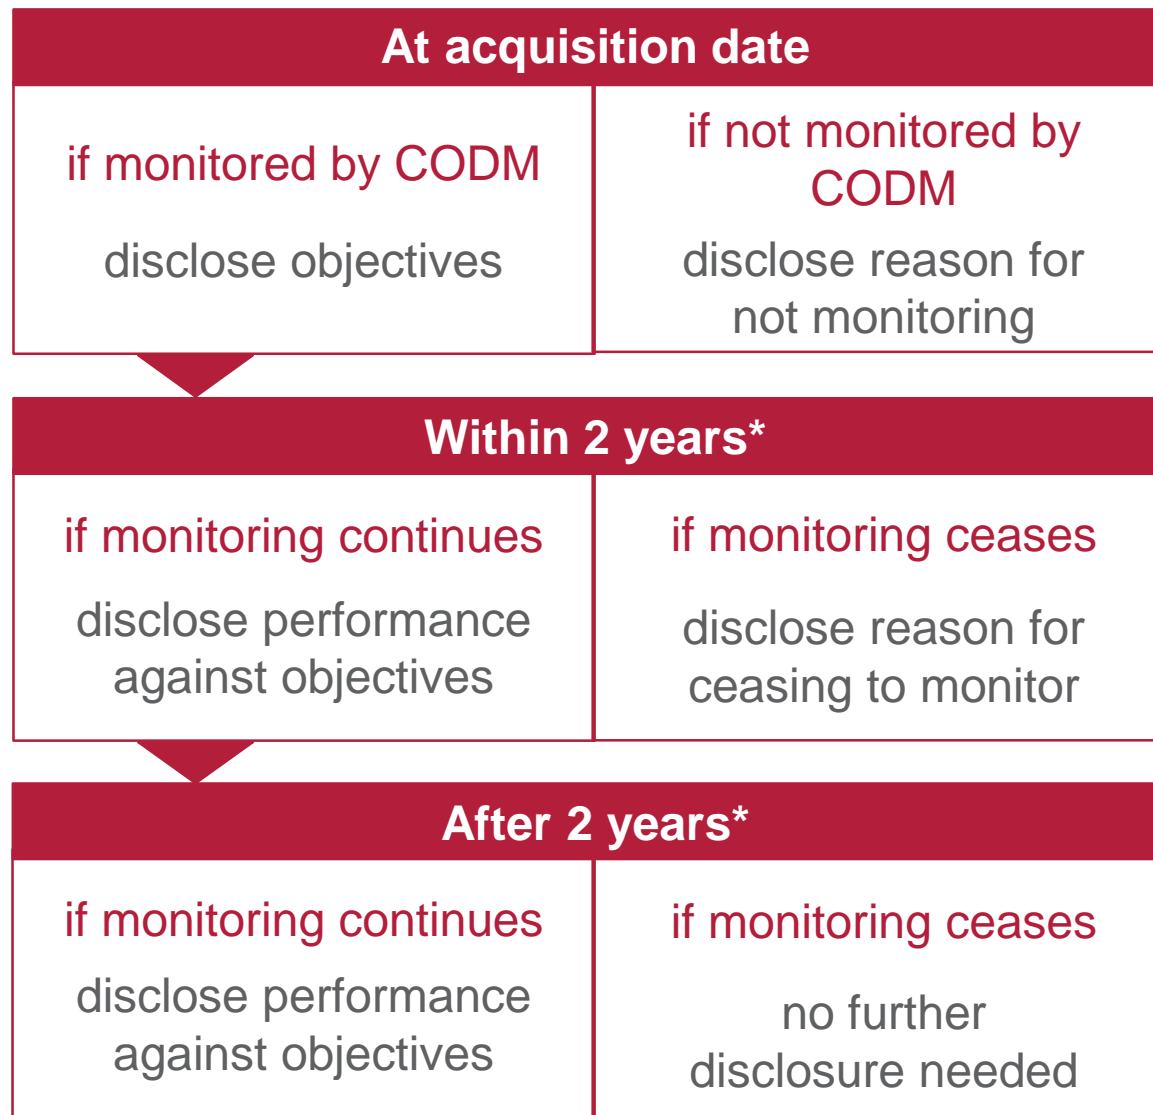 At acquisition date
if monitored by CODM
disclose objectives
if not monitored by
CODM
disclose reason for
not monitoring
Within 2 years*
if monitoring continues
disclose performance
against objectives
if monitoring ceases
disclose reason for
ceasing to monitor
After 2 years*
if monitoring continues
disclose performance
against objectives
if monitoring ceases
no further
disclosure needed